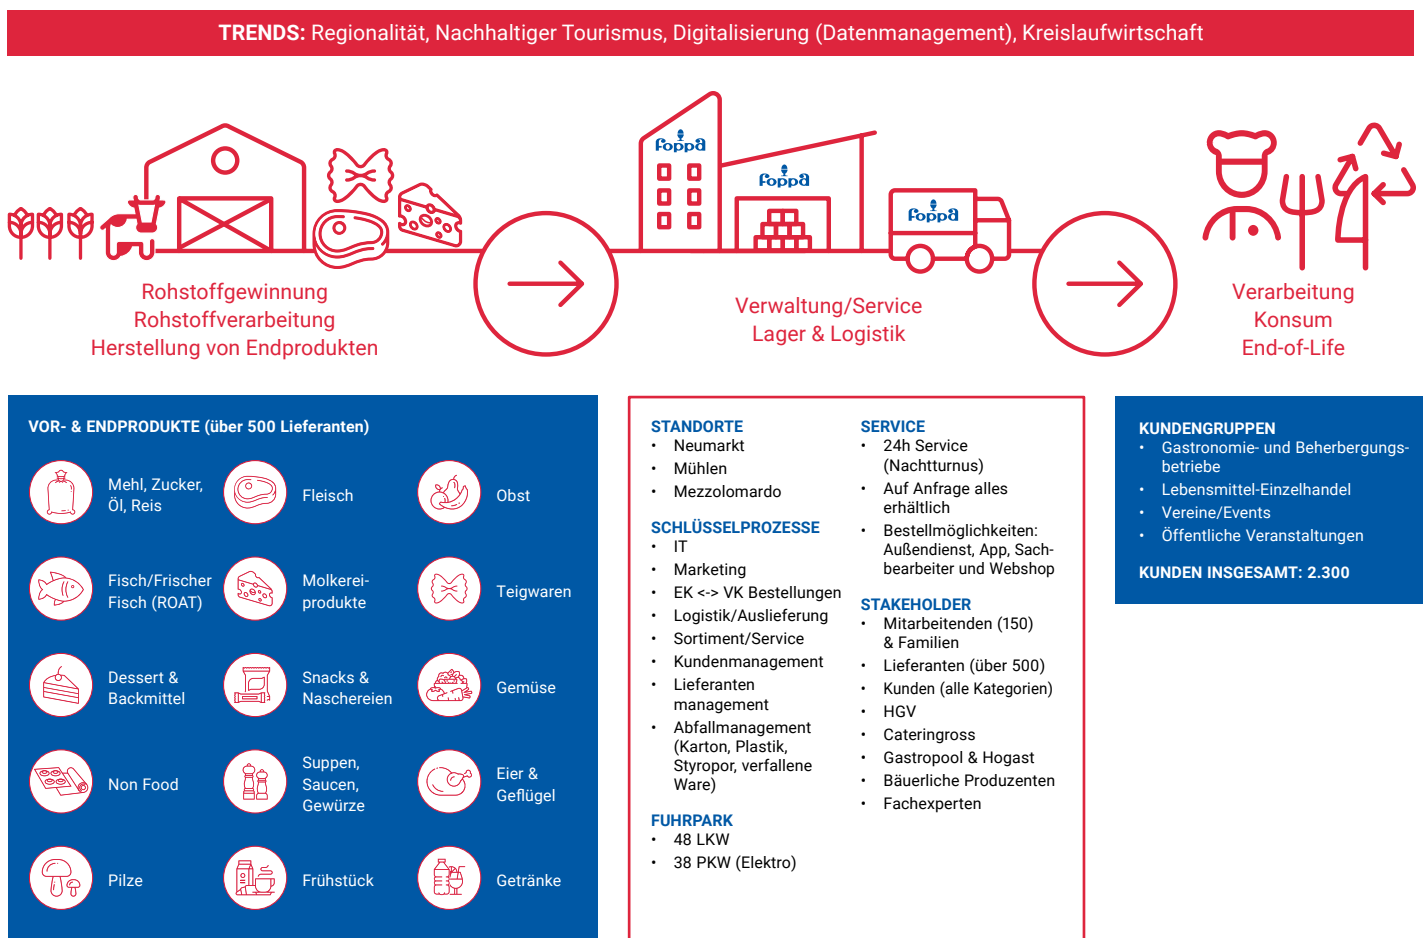 TRENDS: Regionalität, Nachhaltiger Tourismus, Digitalisierung (Datenmanagement), Kreislaufwirtschaft
foppa
foppa
foppa
Rohstoffgewinnung
Rohstoffverarbeitung
Herstellung von Endprodukten
Verwaltung/Service
Lager & Logistik
Verarbeitung
Konsum
End-of-Life
VOR- & ENDPRODUKTE (über 500 Lieferanten)
Mehl, Zucker,
Öl, Reis
Fleisch
Obst
Fisch/Frischer
Fisch (ROAT)
Molkerei-
produkte
Teigwaren
Dessert &
Backmittel
Snacks &
Naschereien
Gemüse
Non Food
Suppen,
Saucen,
Gewürze
Eier &
Geflügel
Pilze
Frühstück
Getränke
STANDORTE
• Neumarkt
• Mühlen
• Mezzolomardo
SCHLÜSSELPROZESSE
• IT
• Marketing
• EK <-> VK Bestellungen
• Logistik/Auslieferung
• Sortiment/Service
• Kundenmanagement
• Lieferanten
management
• Abfallmanagement
(Karton, Plastik,
Styropor, verfallene
Ware)
FUHRPARK
• 48 LKW
• 38 PKW (Elektro)
SERVICE
• 24h Service
(Nachtturnus)
• Auf Anfrage alles
erhältlich
• Bestellmöglichkeiten:
Außendienst, App, Sach-
bearbeiter und Webshop
STAKEHOLDER
• Mitarbeitenden (150)
& Familien
• Lieferanten (über 500)
• Kunden (alle Kategorien)
• HGV
• Cateringross
• Gastropool & Hogast
• Bäuerliche Produzenten
• Fachexperten
KUNDENGRUPPEN
• Gastronomie- und Beherbergungs-
betriebe
• Lebensmittel-Einzelhandel
• Vereine/Events
• Öffentliche Veranstaltungen
KUNDEN INSGESAMT: 2.300